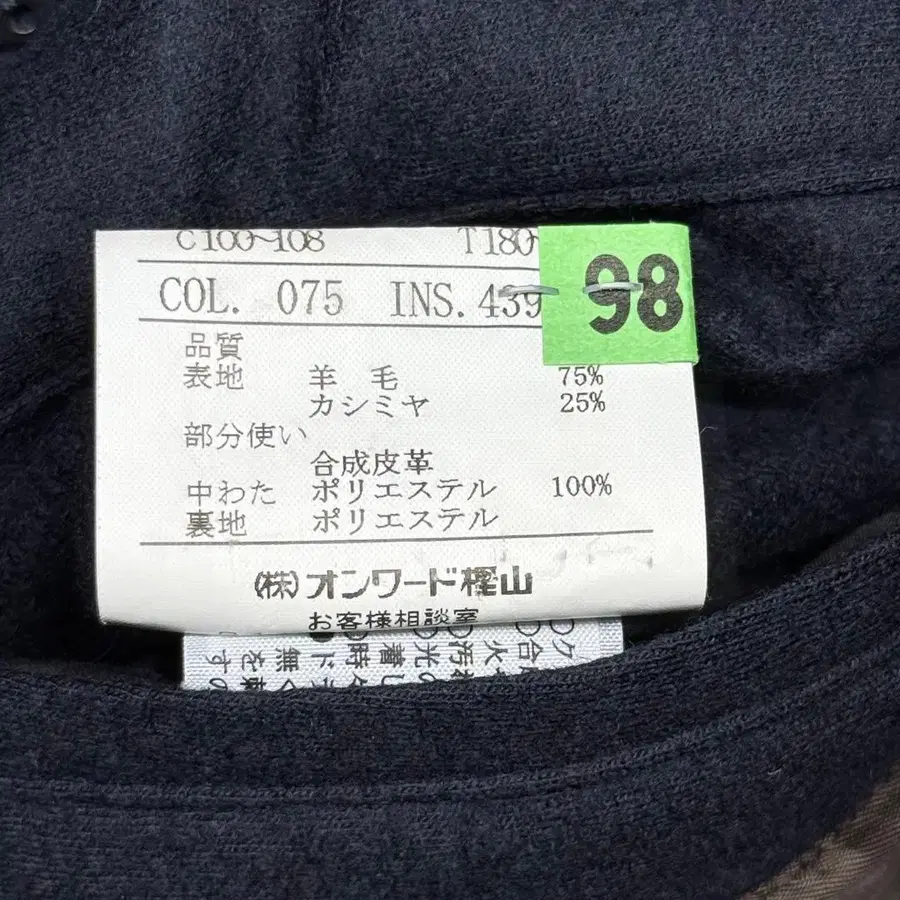 C100~108 T180~
COL. 075 INS. 439
98
品質
表地 羊毛 75%
カシミヤ 25%
部分使い
合成皮革
中わた ポリエステル 100%
裏地 ポリエステル
(株)オンワード樫山
お客様相談室